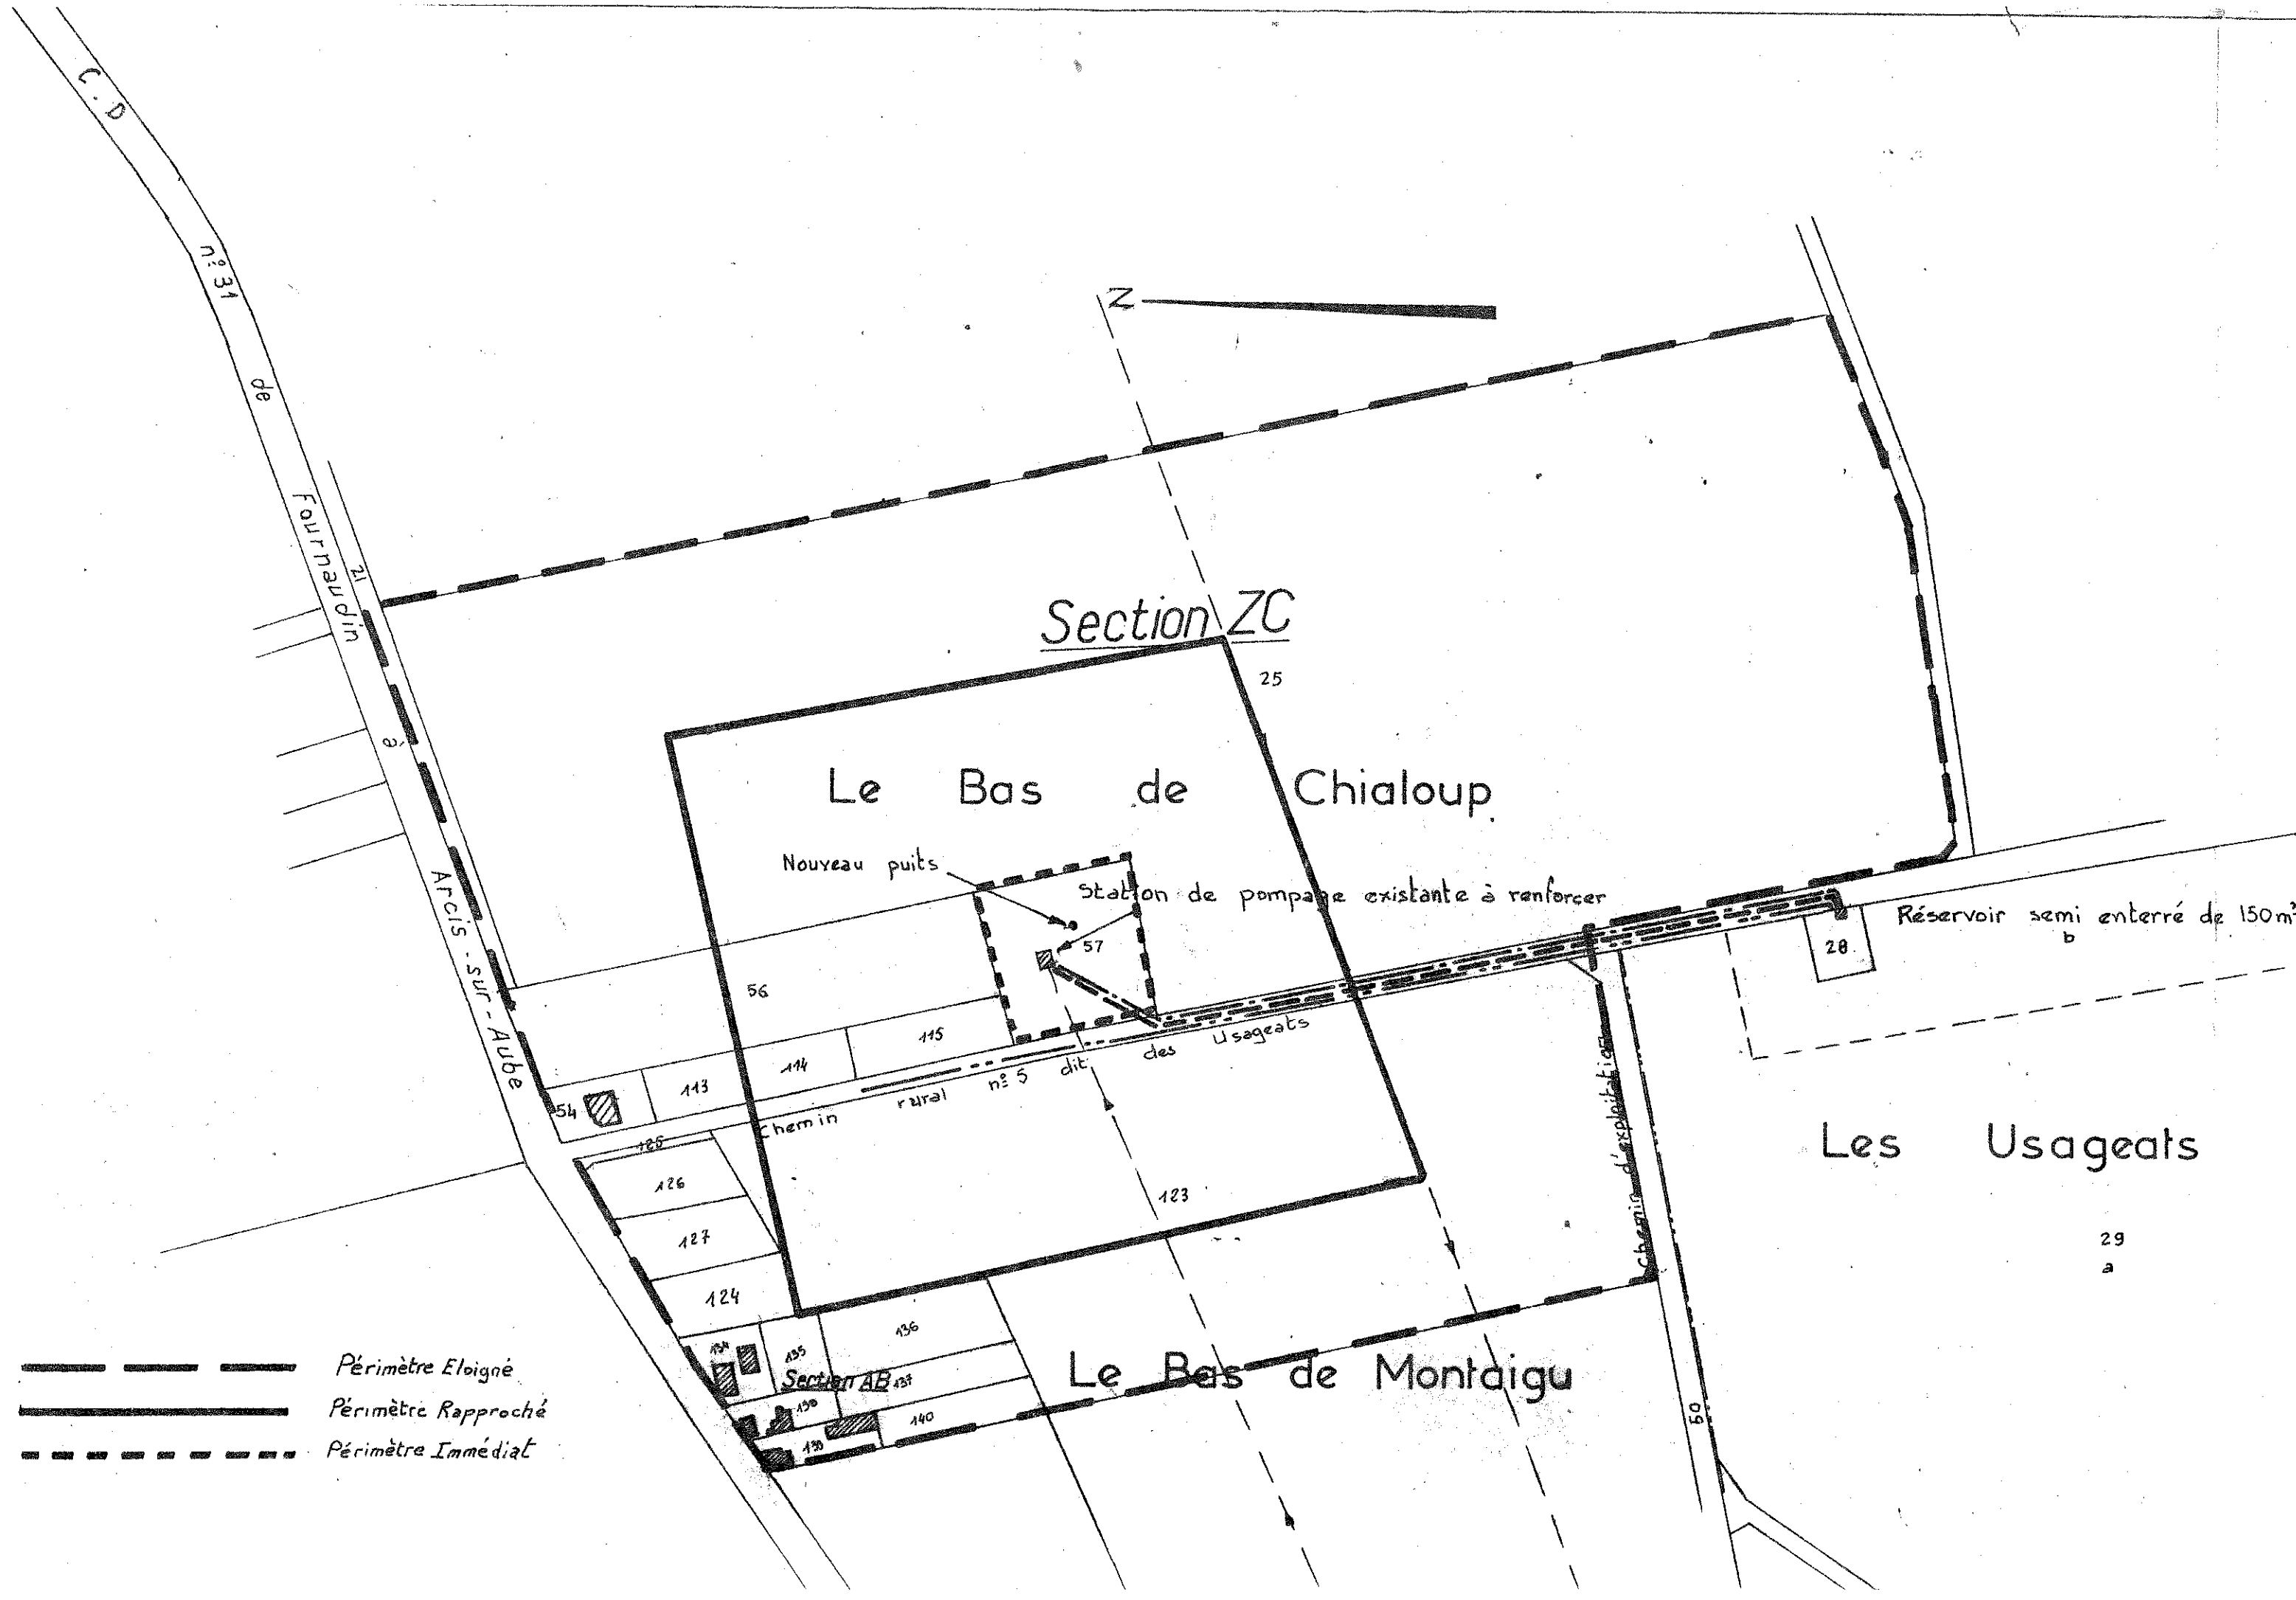 C.D n° 31 de Fournaudin à Arcis-sur-Aube
21
N
Section ZC
25
Le Bas de Chialoup
Nouveau puits
Station de pompage existante à renforcer
57
56
Réservoir semi enterré de 150 m³
b
28
115
114
113
54
Chemin rural n° 5 dit des Usageats
Chemin d'exploitation
125
126
127
124
123
Les Usageats
29
a
134
135
136
Section AB
137
140
Le Bas de Montaigu
50
Périmètre Eloigné
Périmètre Rapproché
Périmètre Immédiat